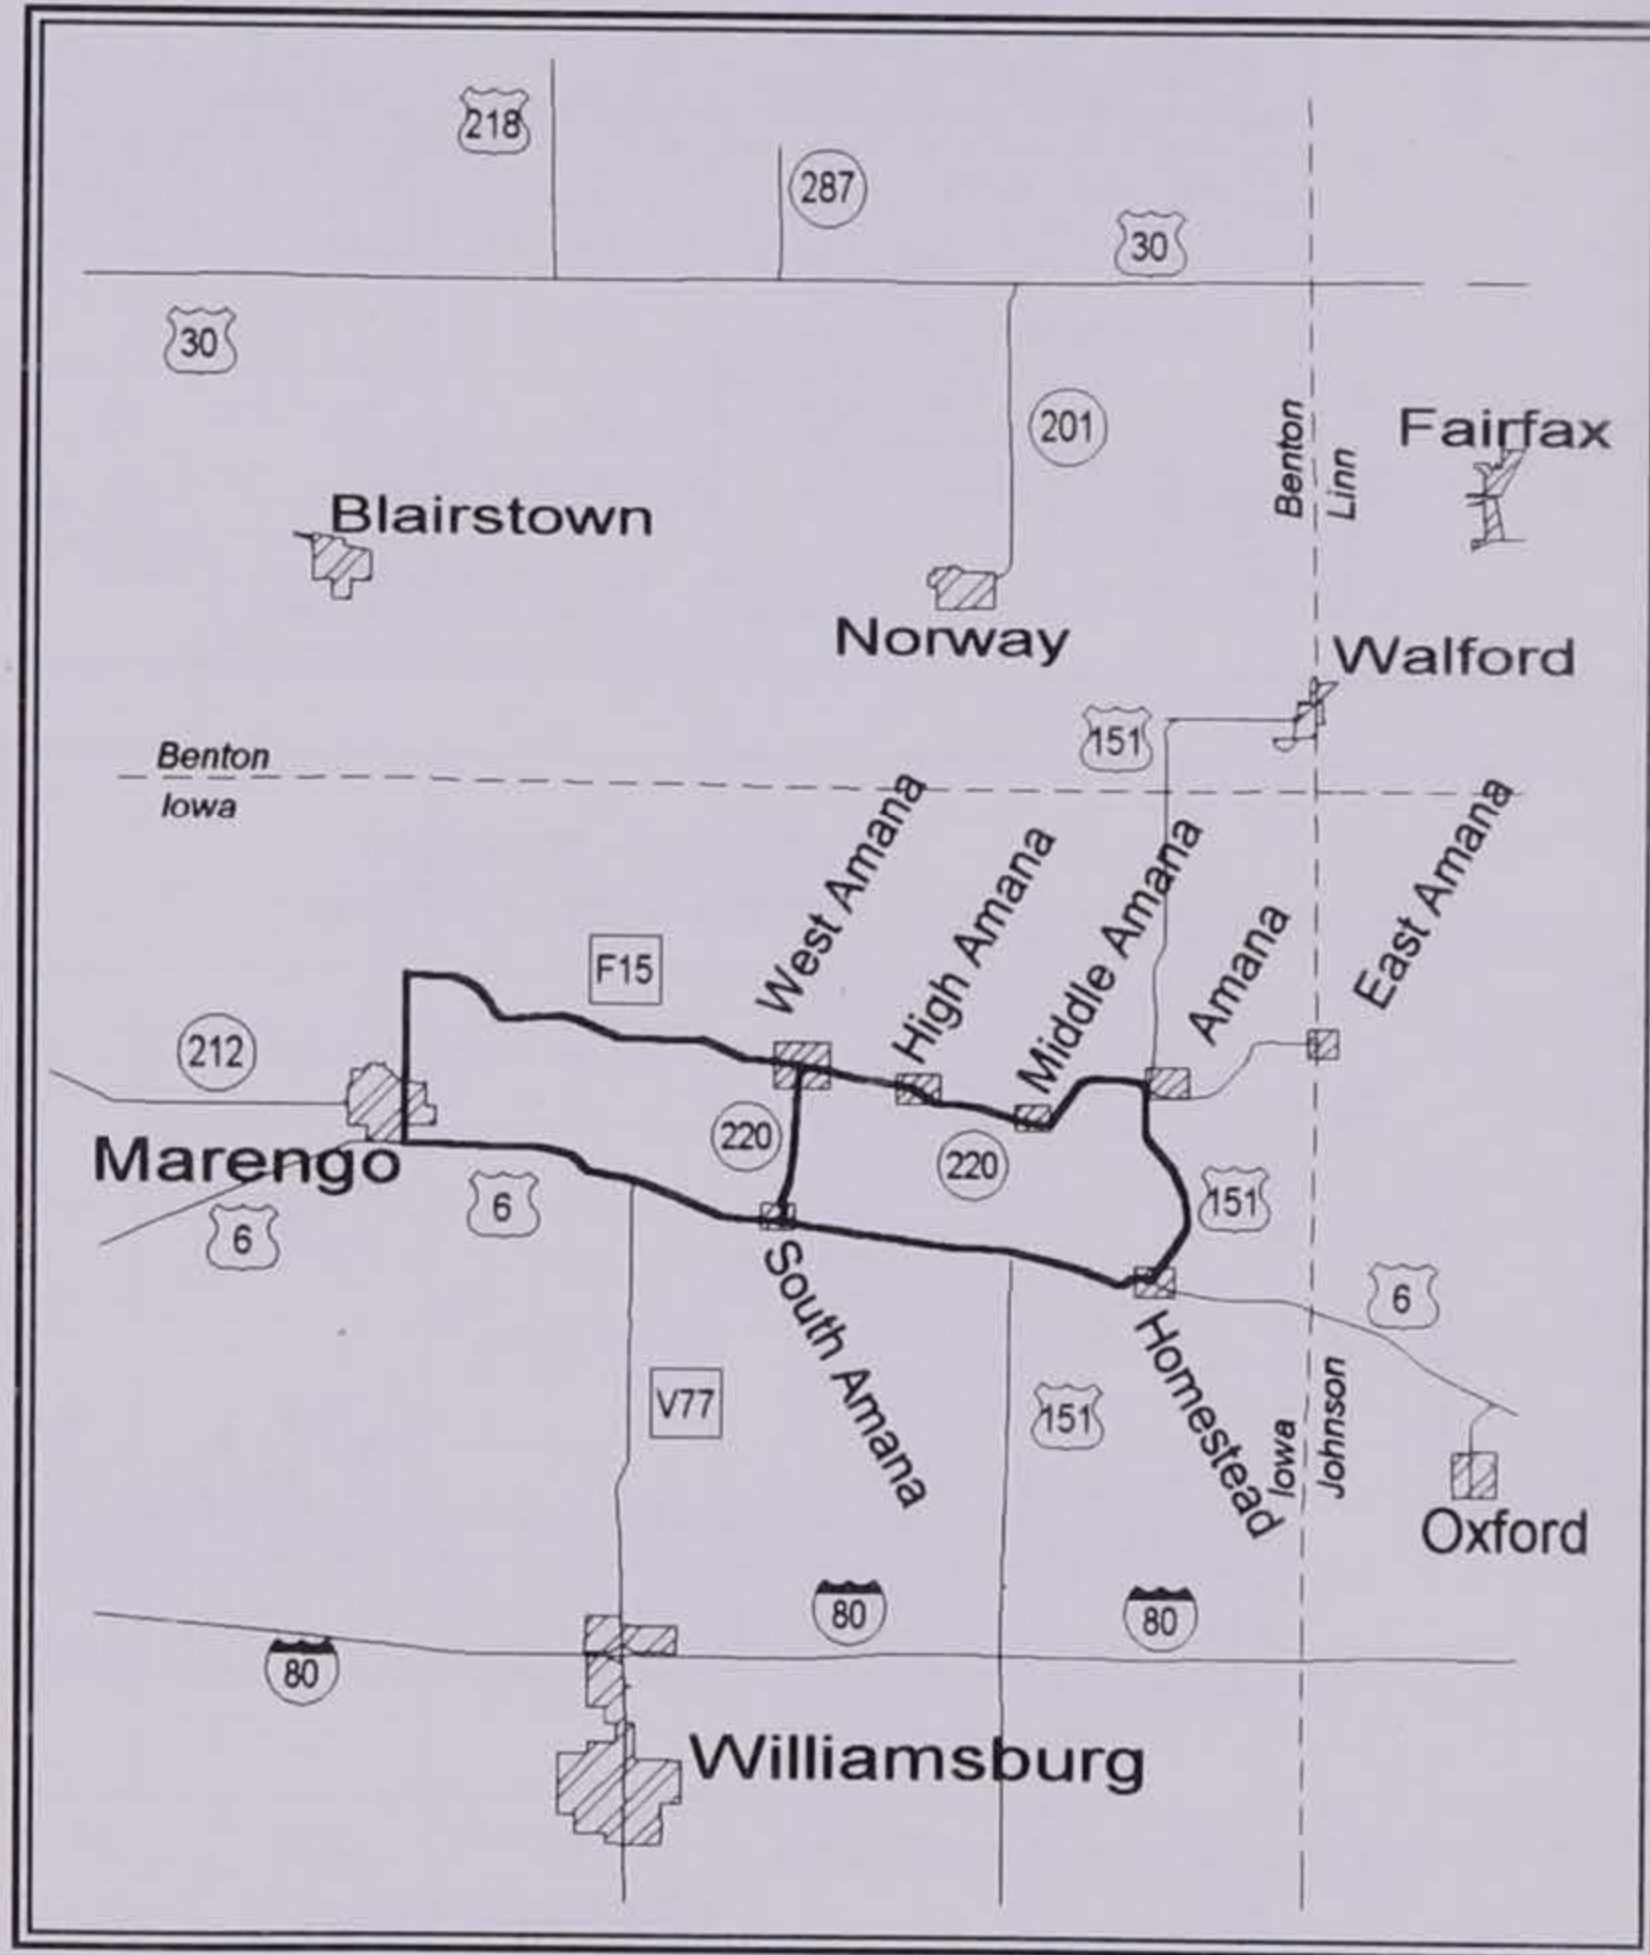 218
287
30
30
201
Benton
Linn
Fairfax
Blairstown
Norway
Walford
151
Benton
Iowa
West Amana
High Amana
Middle Amana
Amana
East Amana
F15
212
220
220
Marengo
6
6
151
6
South Amana
Homestead
V77
151
Iowa
Johnson
Oxford
80
80
80
Williamsburg